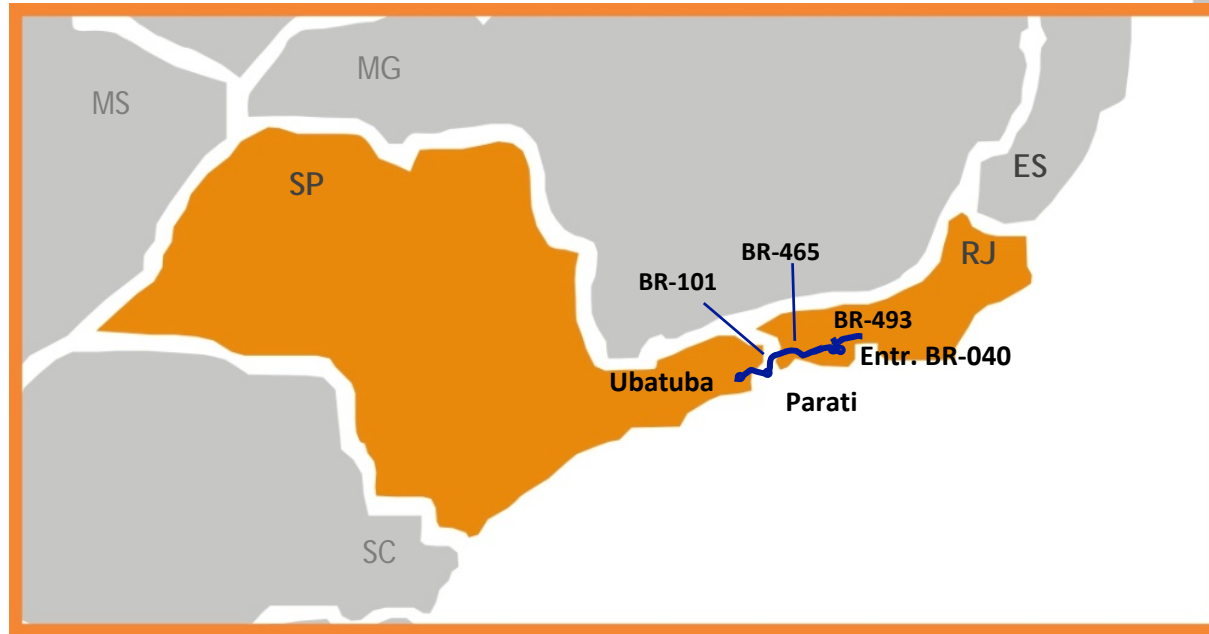 MG
MS
SP
ES
RJ
BR-465
BR-101
BR-493
Entr. BR-040
Ubatuba
Parati
SC